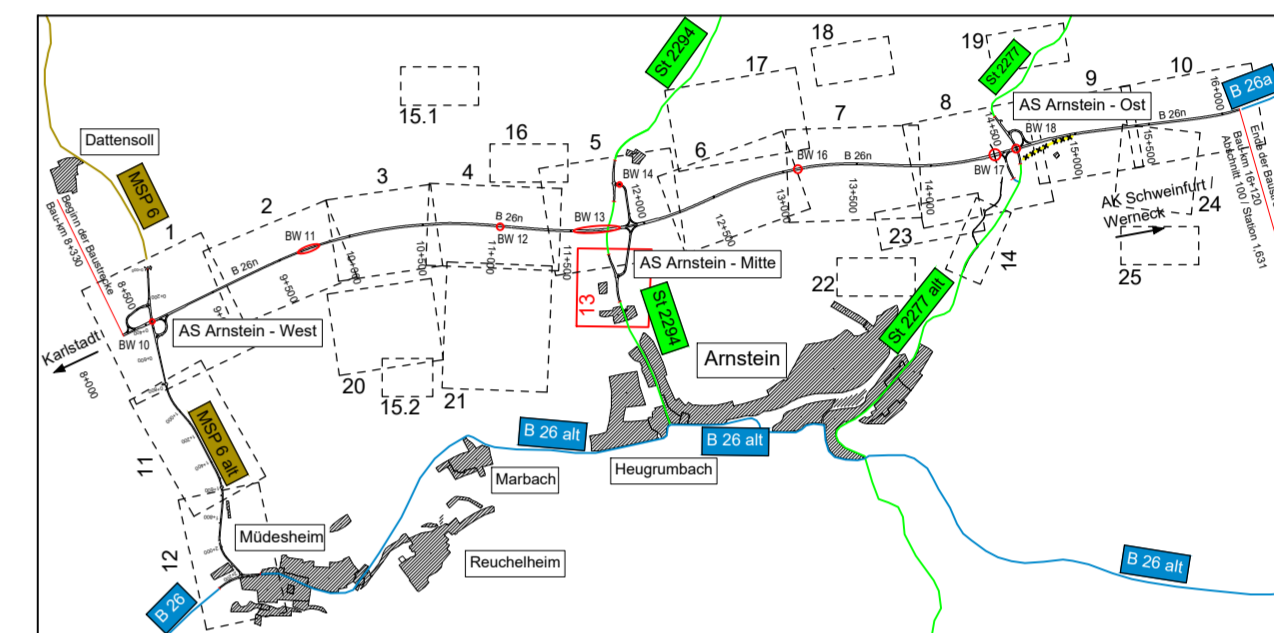 18
19
St 2294
St 2277
17
9
10
16+000
B 26a
15.1
AS Arnstein - Ost
7
8
14+500
BW 18
B 26n
Dattensoll
16
5
6
BW 16
B 26n
BW 17
15+000
15+500
Ende der
Bau-km 16+120
Abschnitt 100 / Station 1,631
MSP 6
3
4
BW 14
12+000
13+000
13+500
14+000
AK Schweinfurt /
Werneck
24
Beginn der Baustrecke
Bau-km 8+330
1
2
BW 11
B 26n
BW 12
BW 13
12+500
23
25
B 26n
10+000
10+500
11+000
11+500
AS Arnstein - Mitte
22
14
8+500
9+500
13
St 2294
St 2277 alt
BW 10
AS Arnstein - West
Karlstadt
8+000
20
15.2
21
Arnstein
MSP 6 alt
11
B 26 alt
B 26 alt
Heugrumbach
Marbach
12
Müdesheim
Reuchelheim
B 26 alt
B 26